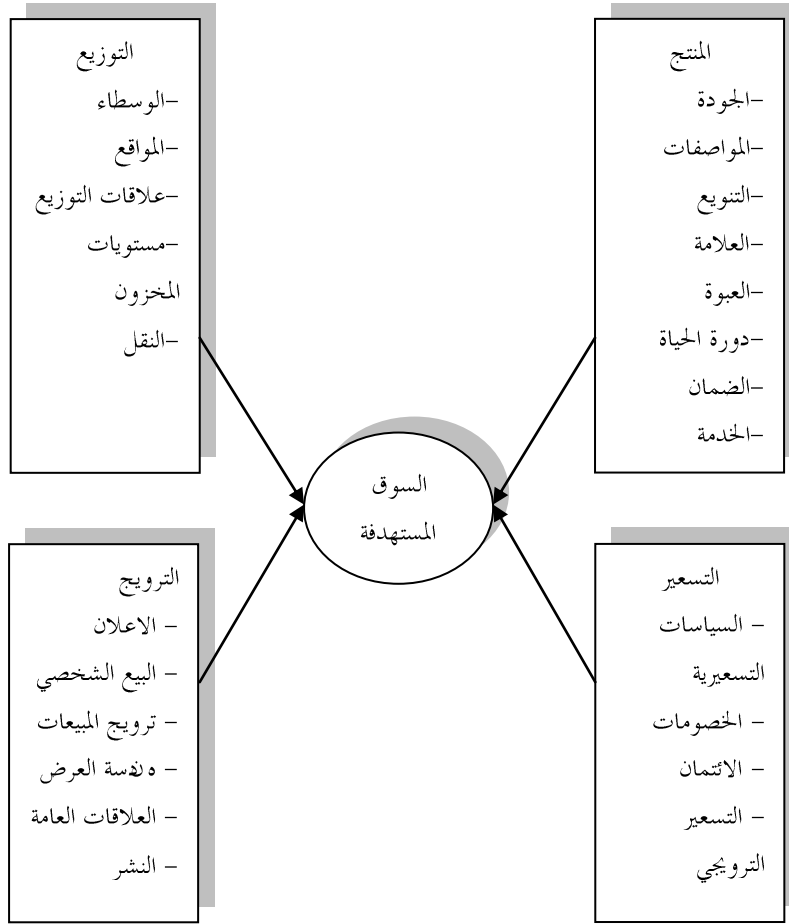 المنتج
–الجودة
–المواصفات
–التنويع
–العلامة
–العبوة
–دورة الحياة
–الضمان
–الخدمة
التوزيع
–الوسطاء
–المواقع
–علاقات التوزيع
–مستويات
المخزون
–النقل
السوق
المستهدفة
التسعير
– السياسات
التسعيرية
– الخصومات
– الائتمان
– التسعير
الترويجي
الترويج
– الاعلان
– البيع الشخصي
– ترويج المبيعات
– العرض
– العلاقات العامة
– النشر